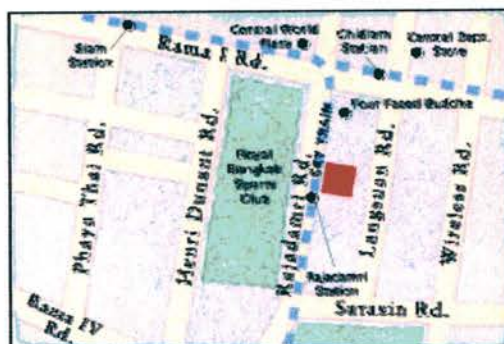 Siam
Station
Rama I Rd.
Central World
Plaza
Chidlom
Station
Central Dept.
Store
Four Faced Buddha
SKY TRAIN
Phaya Thai Rd.
Henri Dunant Rd.
Royal
Bangkok
Sports
Club
Rajadamri Rd.
Langsuan Rd.
Wireless Rd.
Rajadamri
Station
Sarasin Rd.
Rama IV
Rd.